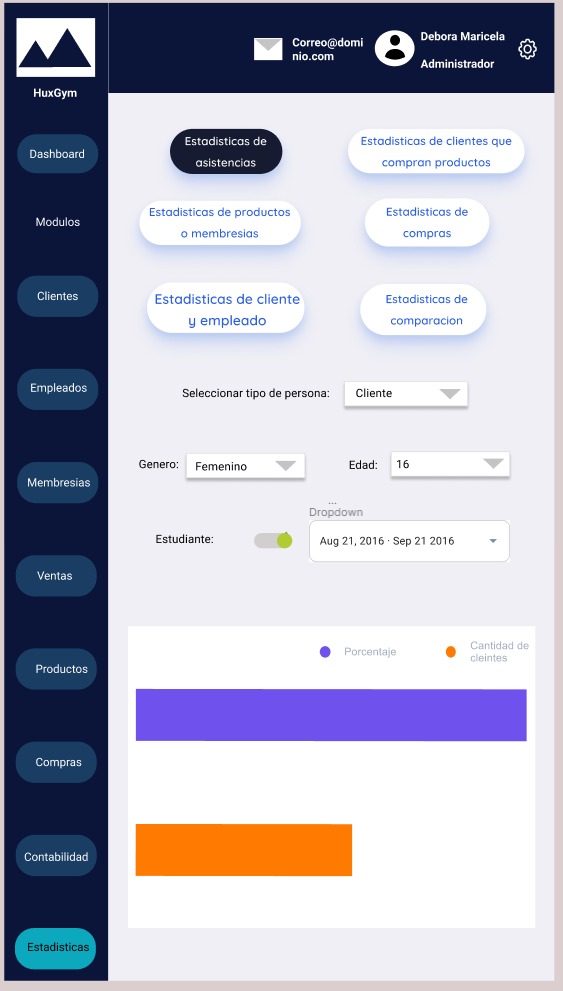 HuxGym
Correo@domi
nio.com
Debora Maricela
Administrador
Dashboard
Modulos
Clientes
Empleados
Membresias
Ventas
Productos
Compras
Contabilidad
Estadisticas
Estadisticas de
asistencias
Estadisticas de clientes que
compran productos
Estadisticas de productos
o membresias
Estadisticas de
compras
Estadisticas de cliente
y empleado
Estadisticas de
comparacion
Seleccionar tipo de persona:
Cliente
Genero:
Femenino
Edad:
16
...
Dropdown
Estudiante:
Aug 21, 2016 · Sep 21 2016
Porcentaje
Cantidad de
cleintes